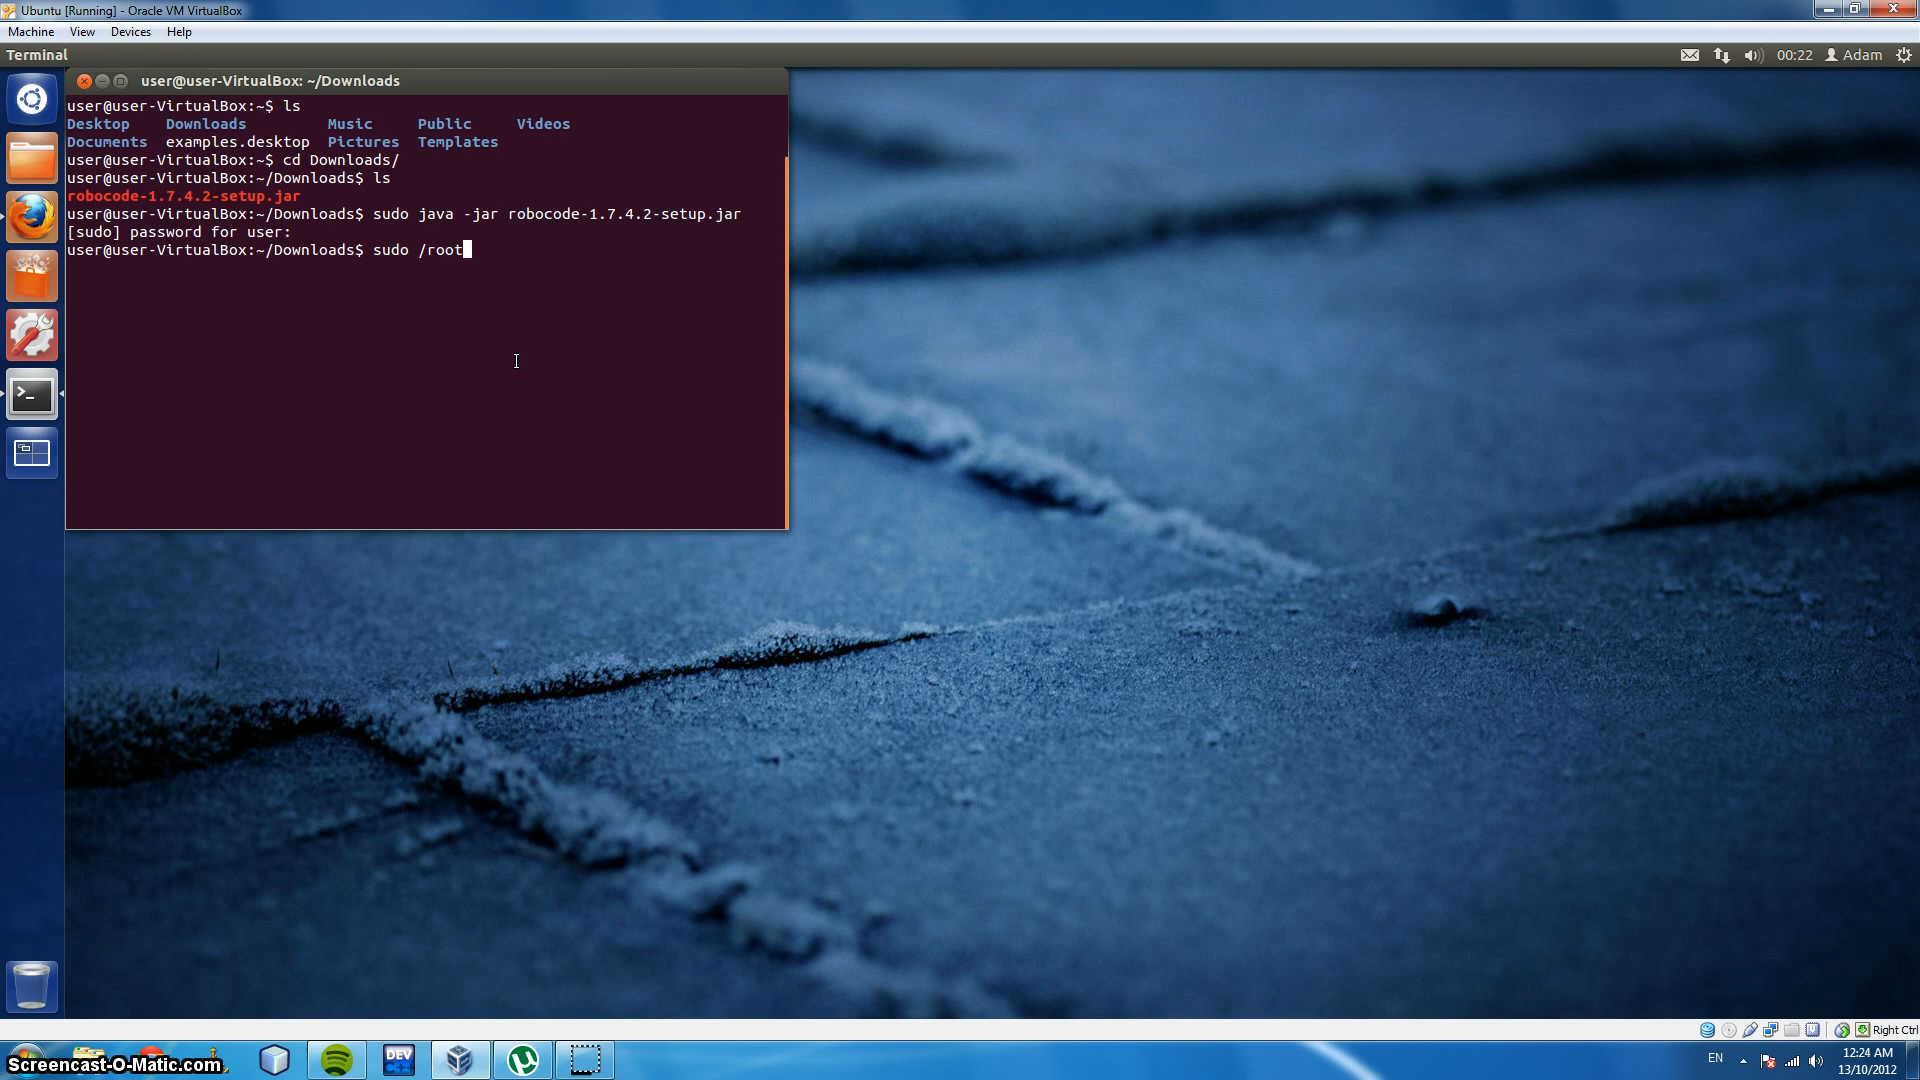 Ubuntu [Running] - Oracle VM VirtualBox
Machine View Devices Help
Terminal
00:22 Adam
user@user-VirtualBox: ~/Downloads
user@user-VirtualBox:~$ ls
Desktop Downloads Music Public Videos
Documents examples.desktop Pictures Templates
user@user-VirtualBox:~$ cd Downloads/
user@user-VirtualBox:~/Downloads$ ls
robocode-1.7.4.2-setup.jar
user@user-VirtualBox:~/Downloads$ sudo java -jar robocode-1.7.4.2-setup.jar
[sudo] password for user:
user@user-VirtualBox:~/Downloads$ sudo /root
>_
Right Ctrl
Screencast-O-Matic.com
DEV
C++
EN
12:24 AM
13/10/2012